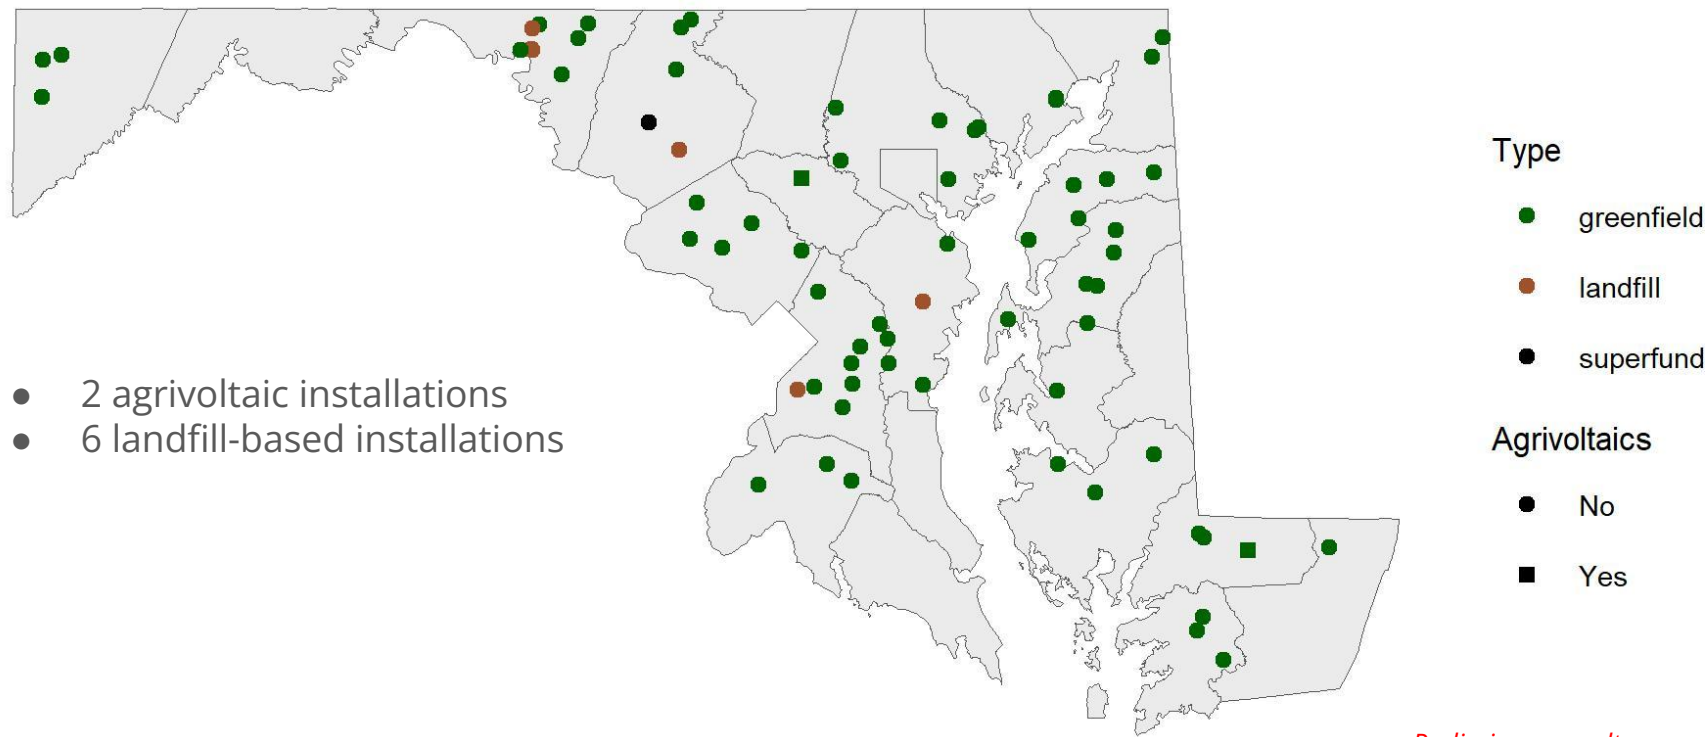 Type
greenfield
landfill
superfund
Agrivoltaics
No
Yes
● 2 agrivoltaic installations
● 6 landfill-based installations